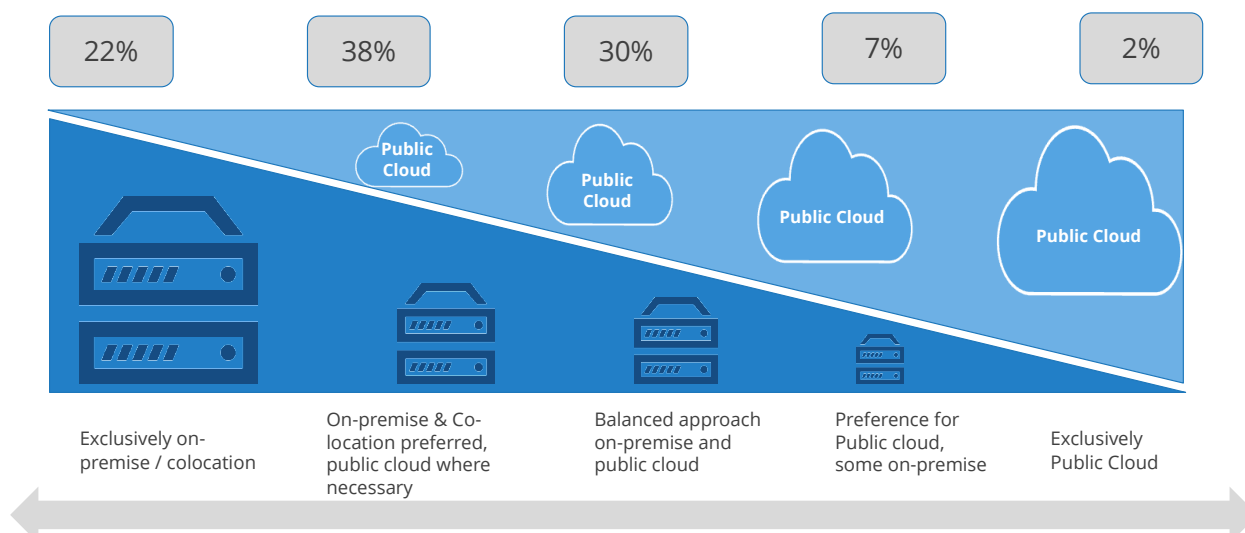 22%
38%
30%
7%
2%
Public
Cloud
Public
Cloud
Public Cloud
Public Cloud
Exclusively on-
premise / colocation
On-premise & Co-
location preferred,
public cloud where
necessary
Balanced approach
on-premise and
public cloud
Preference for
Public cloud,
some on-premise
Exclusively
Public Cloud